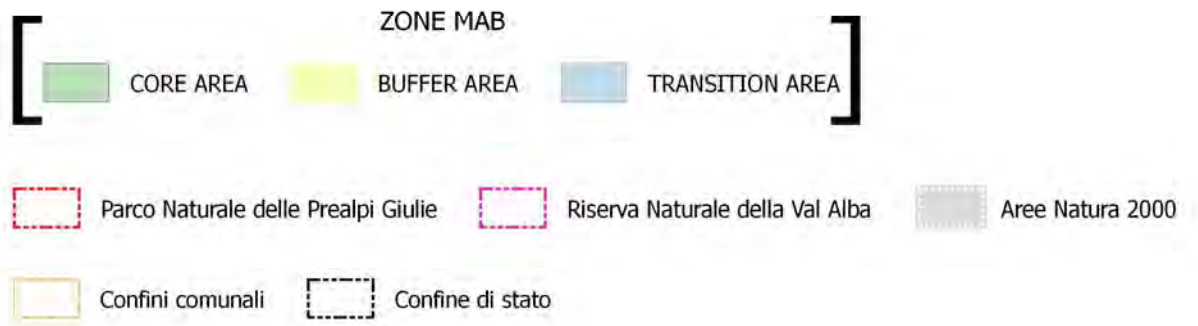 ZONE MAB
CORE AREA BUFFER AREA TRANSITION AREA
Parco Naturale delle Prealpi Giulie Riserva Naturale della Val Alba Aree Natura 2000
Confini comunali Confine di stato